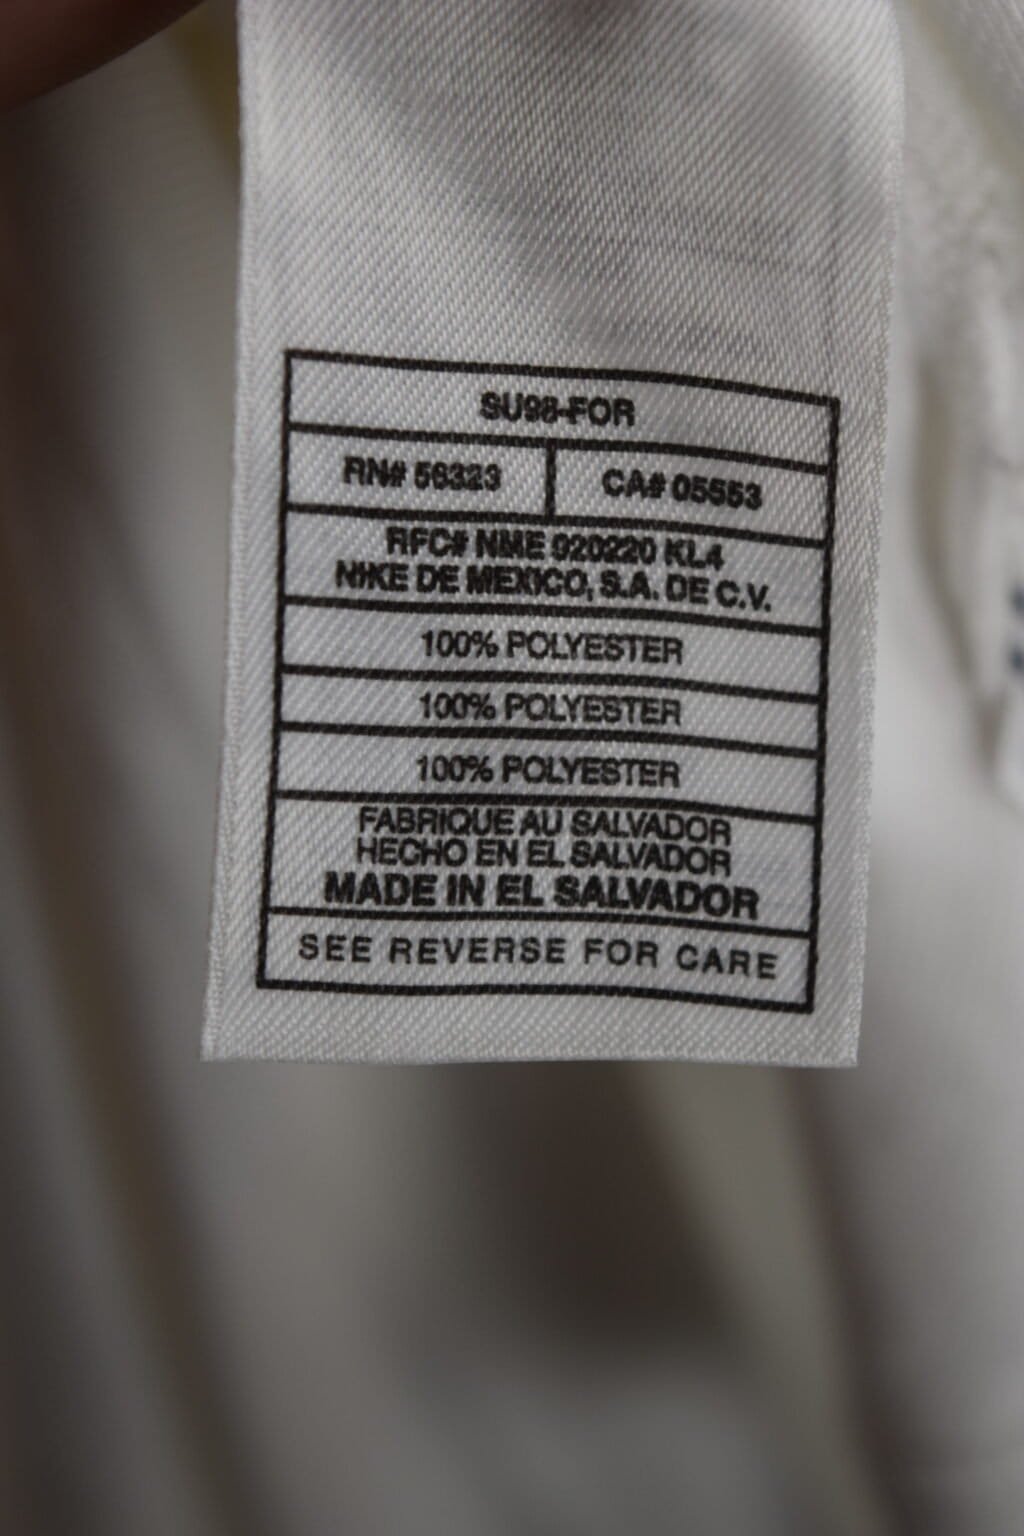 SU98-FOR
RN# 56323
CA# 05553
RFC# NME 920220 KL4
NIKE DE MEXICO, S.A. DE C.V.
100% POLYESTER
100% POLYESTER
100% POLYESTER
FABRIQUE AU SALVADOR
HECHO EN EL SALVADOR
MADE IN EL SALVADOR
SEE REVERSE FOR CARE